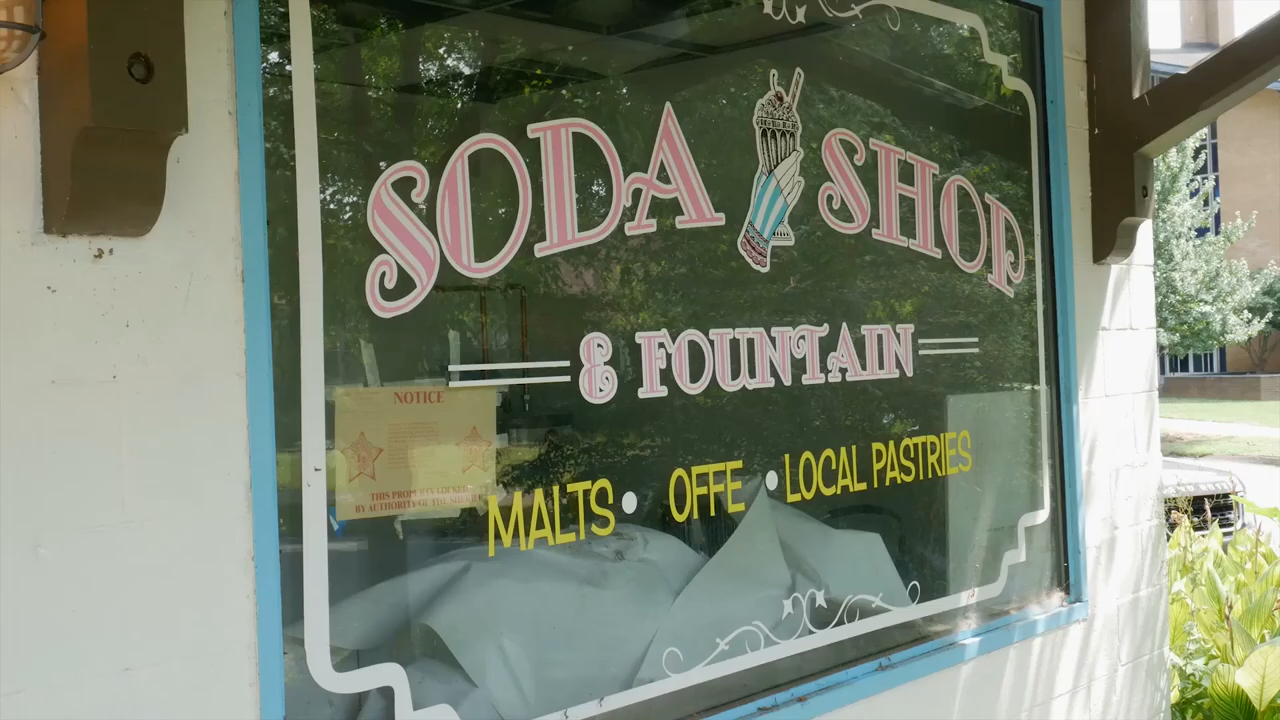 SODA SHOP
& FOUNTAIN
NOTICE
THIS PROPERTY LOCKED
BY AUTHORITY OF THE SHERIFF
MALTS • OFFE • LOCAL PASTRIES